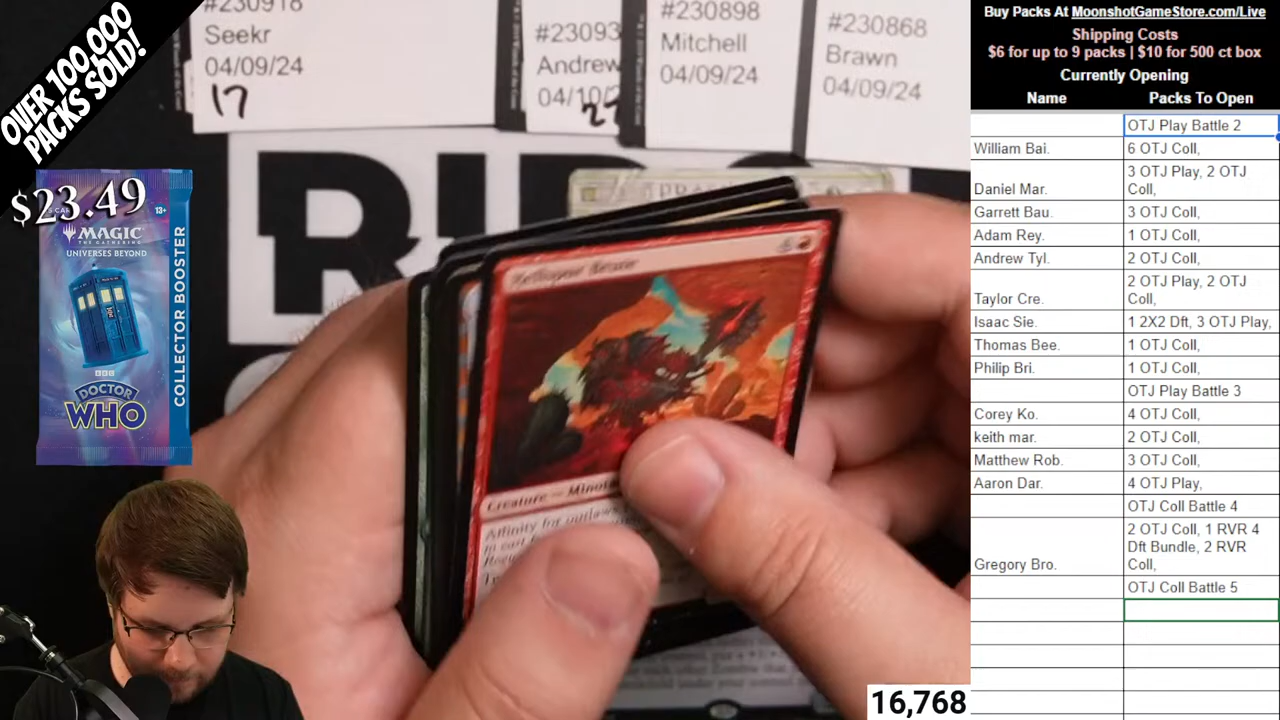 OVER 100,000
PACKS SOLD!
$23.49
MAGIC
THE GATHERING
UNIVERSES BEYOND
13+
COLLECTOR BOOSTER
BBC
DOCTOR
WHO
#230918
Seekr
04/09/24
17
#23093
Andrew
04/10/2
#230898
Mitchell
04/09/24
#230868
Brawn
04/09/24
Creature — Minota
Affinity for outlaws
16,768
Buy Packs At MoonshotGameStore.com/Live
Shipping Costs
$6 for up to 9 packs | $10 for 500 ct box
Currently Opening
Name Packs To Open
OTJ Play Battle 2
William Bai. 6 OTJ Coll,
Daniel Mar. 3 OTJ Play, 2 OTJ
Coll,
Garrett Bau. 3 OTJ Coll,
Adam Rey. 1 OTJ Coll,
Andrew Tyl. 2 OTJ Coll,
Taylor Cre. 2 OTJ Play, 2 OTJ
Coll,
Isaac Sie. 1 2X2 Dft, 3 OTJ Play,
Thomas Bee. 1 OTJ Coll,
Philip Bri. 1 OTJ Coll,
OTJ Play Battle 3
Corey Ko. 4 OTJ Coll,
keith mar. 2 OTJ Coll,
Matthew Rob. 3 OTJ Coll,
Aaron Dar. 4 OTJ Play,
OTJ Coll Battle 4
Gregory Bro. 2 OTJ Coll, 1 RVR 4
Dft Bundle, 2 RVR
Coll,
OTJ Coll Battle 5